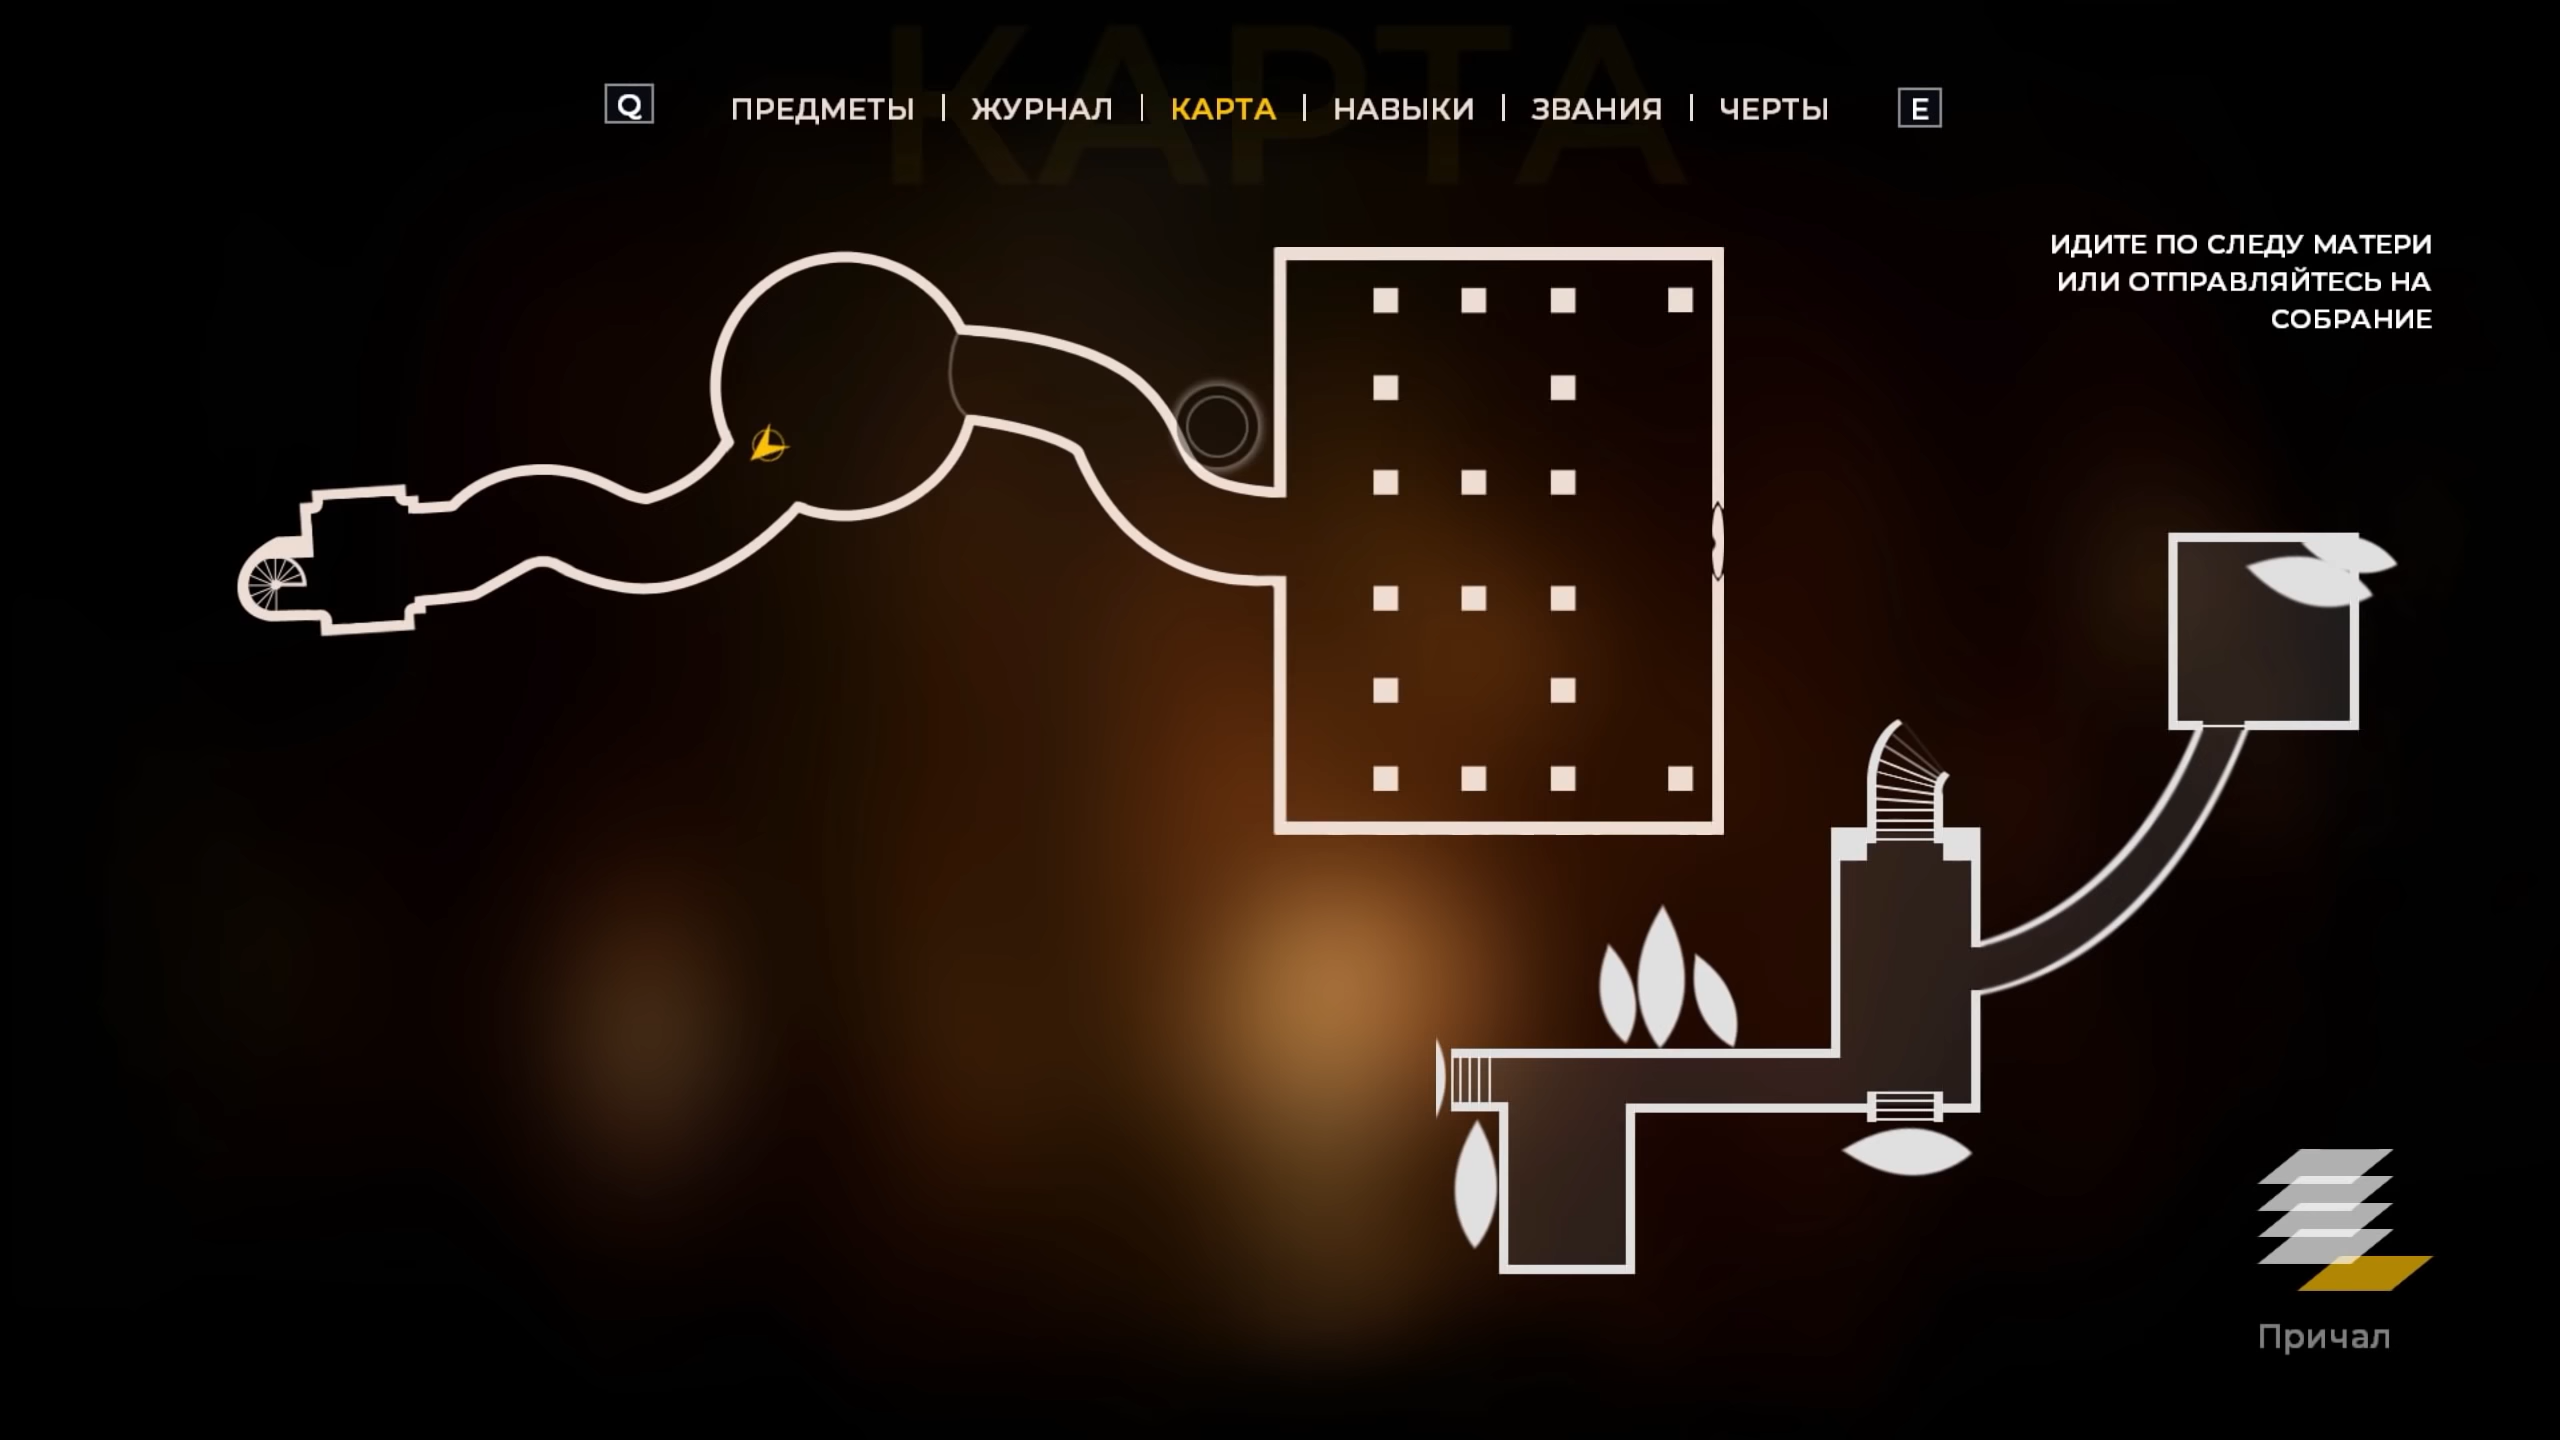 КАРТА
Q ПРЕДМЕТЫ | ЖУРНАЛ | КАРТА | НАВЫКИ | ЗВАНИЯ | ЧЕРТЫ E
ИДИТЕ ПО СЛЕДУ МАТЕРИ
ИЛИ ОТПРАВЛЯЙТЕСЬ НА
СОБРАНИЕ
Причал